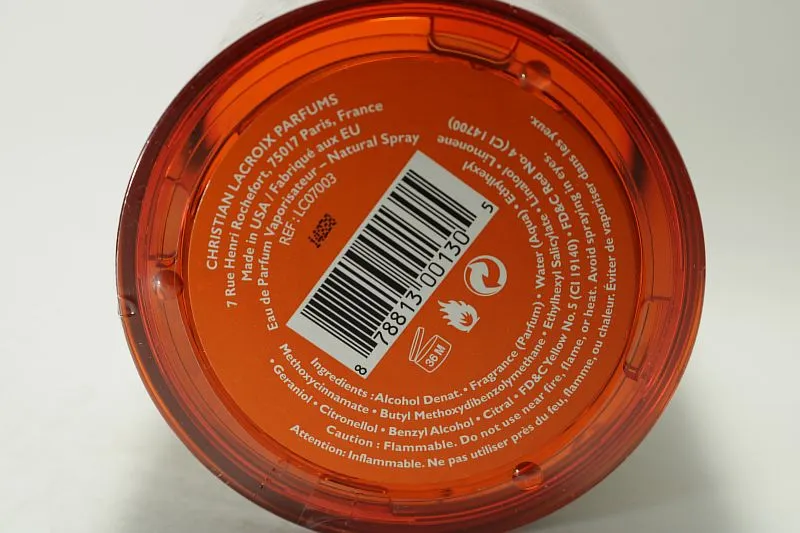 CHRISTIAN LACROIX PARFUMS
7 Rue Henri Rochefort, 75017 Paris, France
Made in USA / Fabriqué aux EU
Eau de Parfum Vaporisateur – Natural Spray
REF : LC07003
8 78813 00130 5
36 M
Ingredients : Alcohol Denat. • Fragrance (Parfum) • Water (Aqua) • Ethylhexyl
Methoxycinnamate • Butyl Methoxydibenzolymethane • Ethylhexyl Salicylate • Linalool • Limonene
• Geraniol • Citronellol • Benzyl Alcohol • Citral • FD&C Yellow No. 5 (CI 19140) • FD&C Red No. 4 (CI 14700)
Caution : Flammable. Do not use near fire, flame, or heat. Avoid spraying in eyes.
Attention: Inflammable. Ne pas utiliser près du feu, flamme, ou chaleur. Éviter de vaporiser dans les yeux.